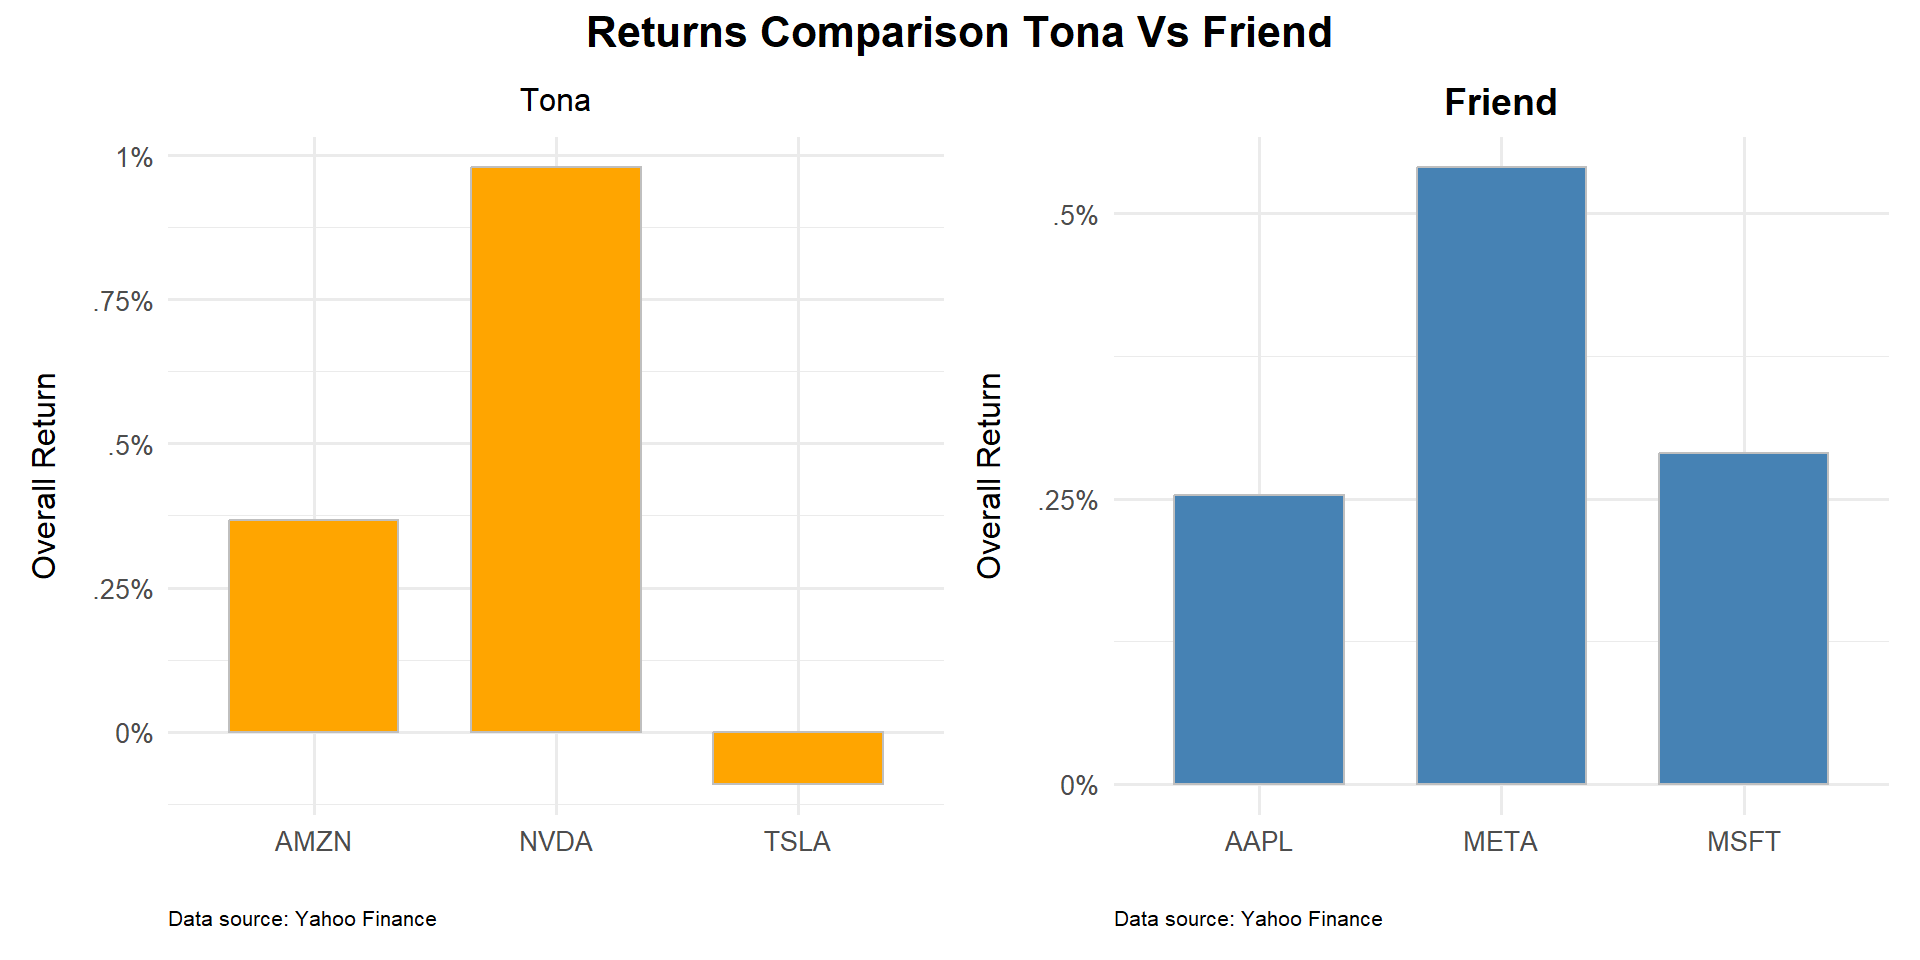 Returns Comparison Tona Vs Friend
Tona
Overall Return
1%
.75%
.5%
.25%
0%
AMZN
NVDA
TSLA
Data source: Yahoo Finance
Friend
Overall Return
.5%
.25%
0%
AAPL
META
MSFT
Data source: Yahoo Finance